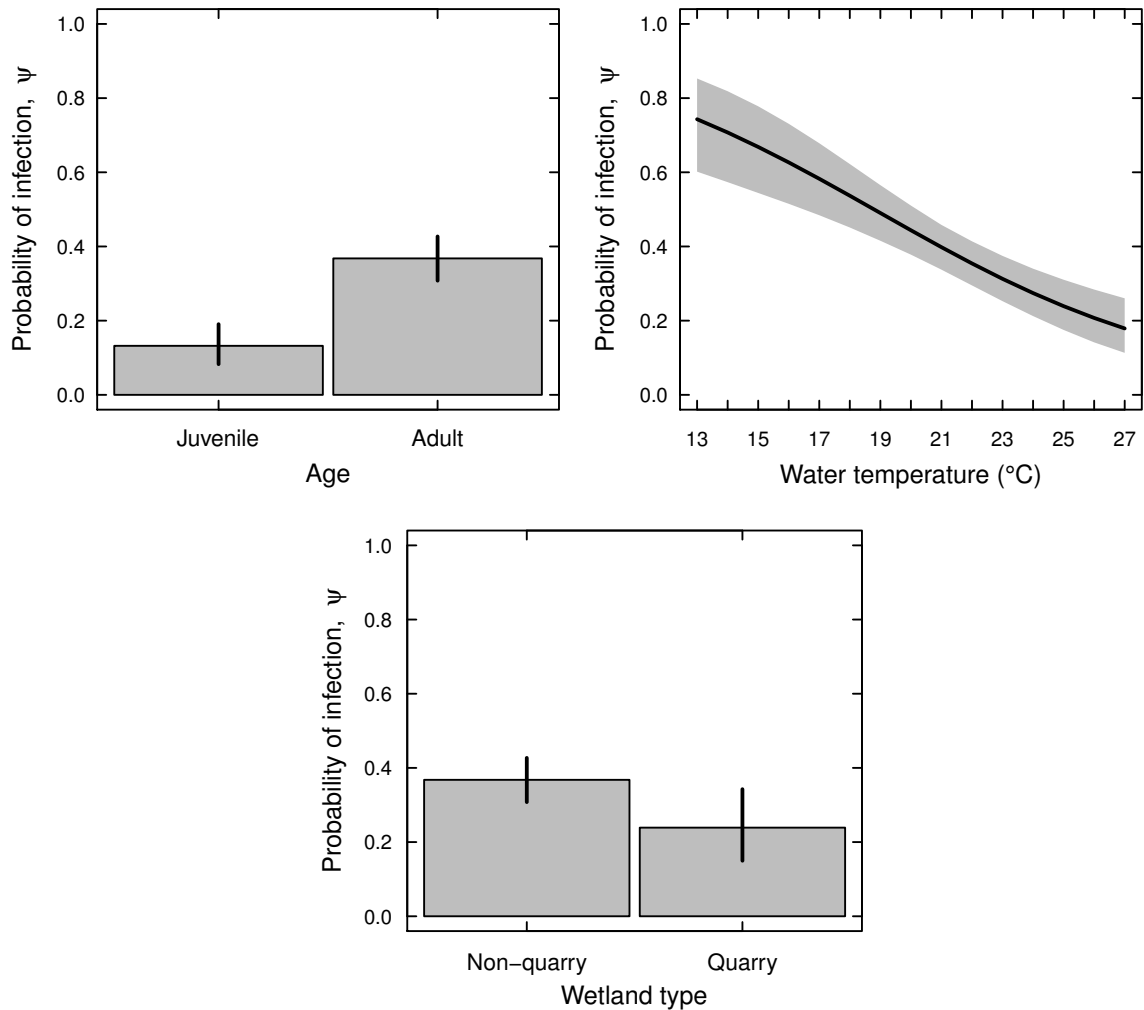 Probability of infection, ψ
1.0
0.8
0.6
0.4
0.2
0.0
Juvenile Adult
Age
Probability of infection, ψ
1.0
0.8
0.6
0.4
0.2
0.0
13 15 17 19 21 23 25 27
Water temperature (°C)
Probability of infection, ψ
1.0
0.8
0.6
0.4
0.2
0.0
Non−quarry Quarry
Wetland type